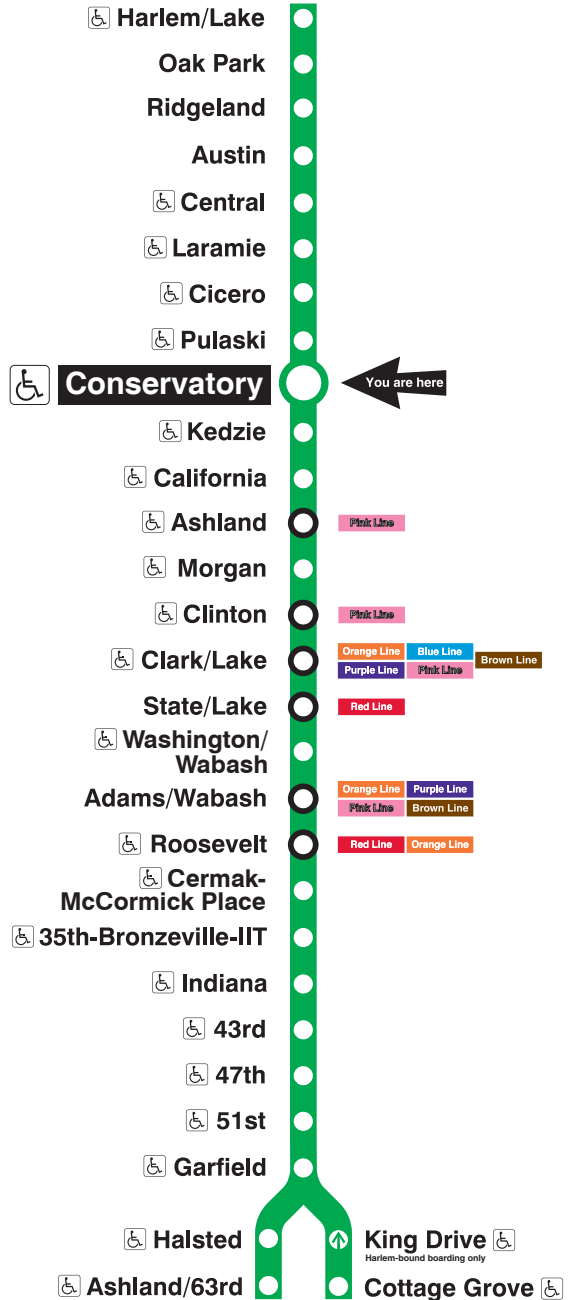 Harlem/Lake
Oak Park
Ridgeland
Austin
Central
Laramie
Cicero
Pulaski
Conservatory
You are here
Kedzie
California
Ashland
Pink Line
Morgan
Clinton
Pink Line
Clark/Lake
Orange Line Blue Line
Brown Line
Purple Line Pink Line
State/Lake
Red Line
Washington/
Wabash
Adams/Wabash
Orange Line Purple Line
Pink Line Brown Line
Roosevelt
Red Line Orange Line
Cermak-
McCormick Place
35th-Bronzeville-IIT
Indiana
43rd
47th
51st
Garfield
Halsted
King Drive
Harlem-bound boarding only
Ashland/63rd
Cottage Grove